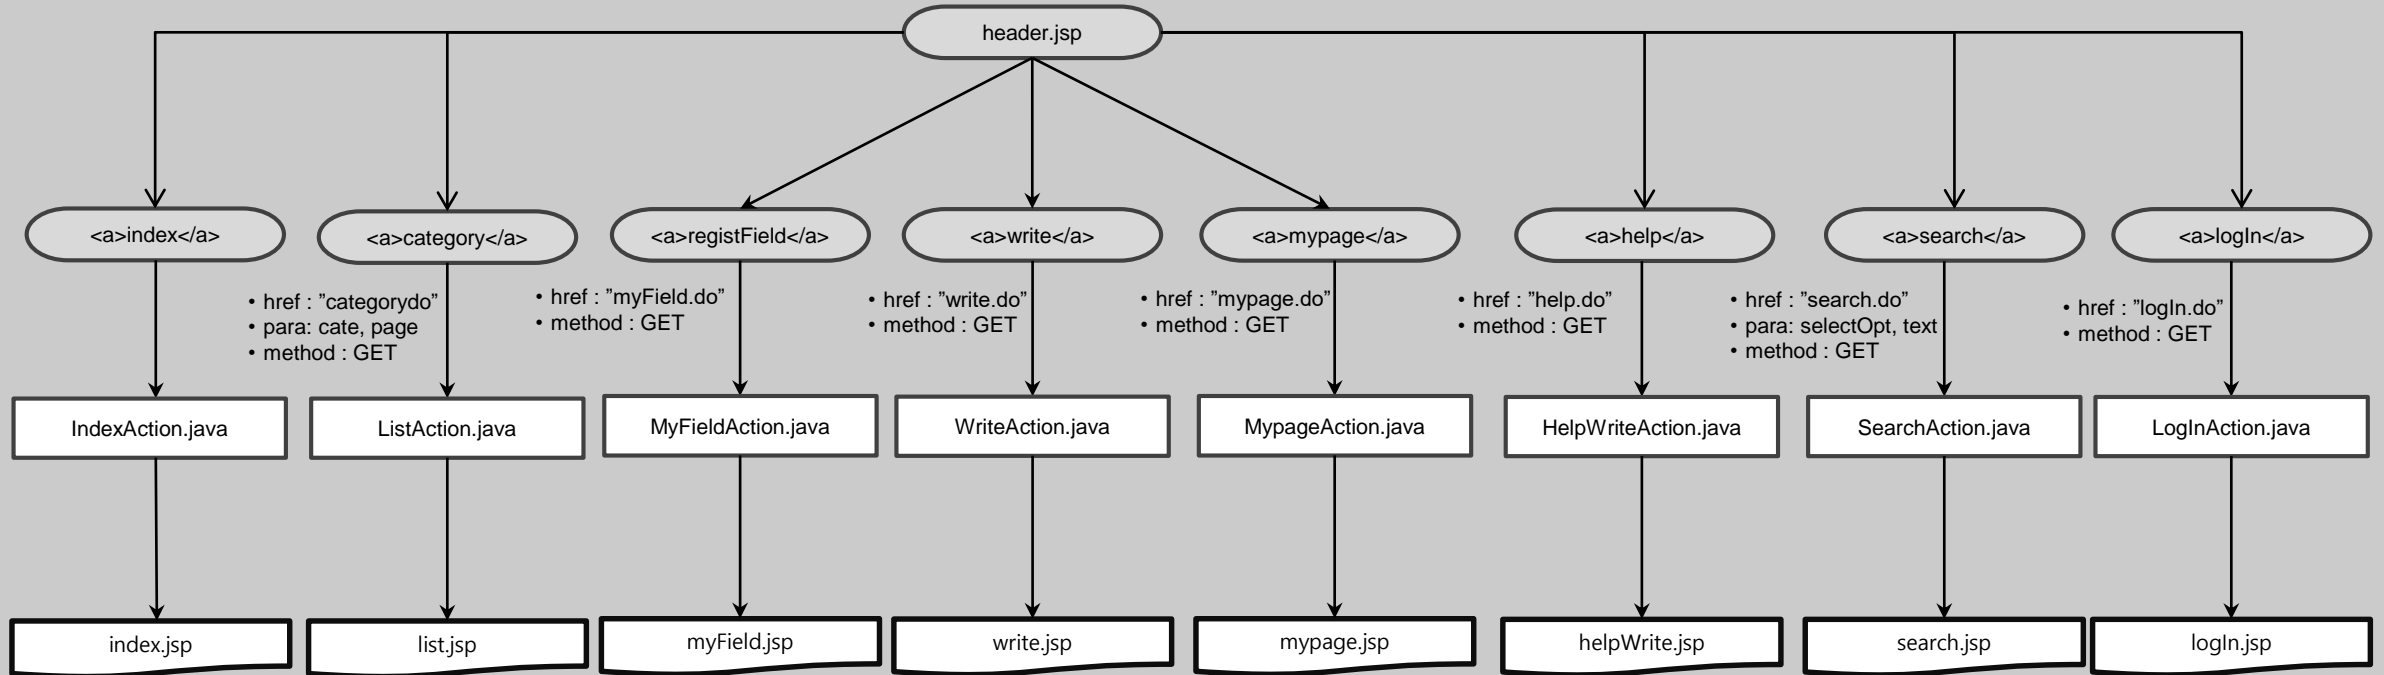 header.jsp
<a>index</a>
<a>category</a>
<a>registField</a>
<a>write</a>
<a>mypage</a>
<a>help</a>
<a>search</a>
<a>logIn</a>
• href : ”categorydo”
• para: cate, page
• method : GET
• href : ”myField.do”
• method : GET
• href : ”write.do”
• method : GET
• href : ”mypage.do”
• method : GET
• href : ”help.do”
• method : GET
• href : ”search.do”
• para: selectOpt, text
• method : GET
• href : ”logIn.do”
• method : GET
IndexAction.java
ListAction.java
MyFieldAction.java
WriteAction.java
MypageAction.java
HelpWriteAction.java
SearchAction.java
LogInAction.java
index.jsp
list.jsp
myField.jsp
write.jsp
mypage.jsp
helpWrite.jsp
search.jsp
logIn.jsp